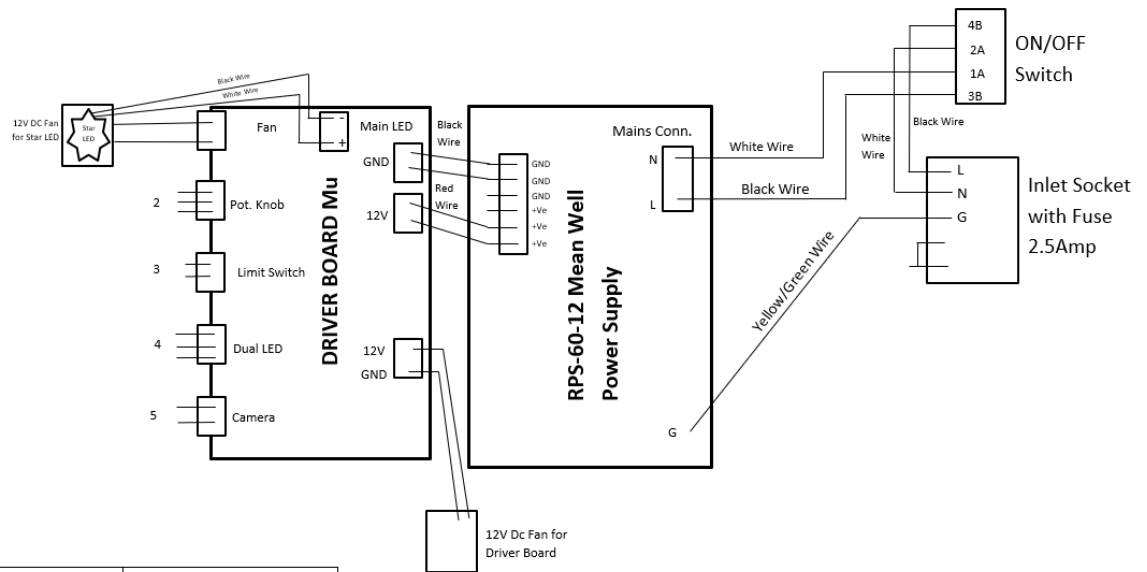 4B
2A
1A
3B
ON/OFF
Switch
Black Wire
White Wire
12V DC Fan
for Star LED
Star
LED
Fan
-
+
Main LED
GND
12V
Black
Wire
Red
Wire
2
Pot. Knob
3
Limit Switch
4
Dual LED
5
Camera
DRIVER BOARD Mu
12V
GND
12V Dc Fan for
Driver Board
GND
GND
GND
+Ve
+Ve
+Ve
RPS-60-12 Mean Well
Power Supply
Mains Conn.
N
L
G
White Wire
Black Wire
White
Wire
Black Wire
Yellow/Green Wire
L
N
G
Inlet Socket
with Fuse
2.5Amp